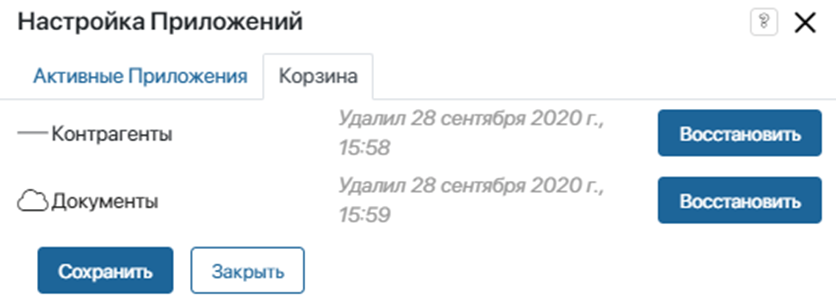 Настройка Приложений ?
Активные Приложения Корзина
Контрагенты Удалил 28 сентября 2020 г., 15:58 Восстановить
Документы Удалил 28 сентября 2020 г., 15:59 Восстановить
Сохранить Закрыть